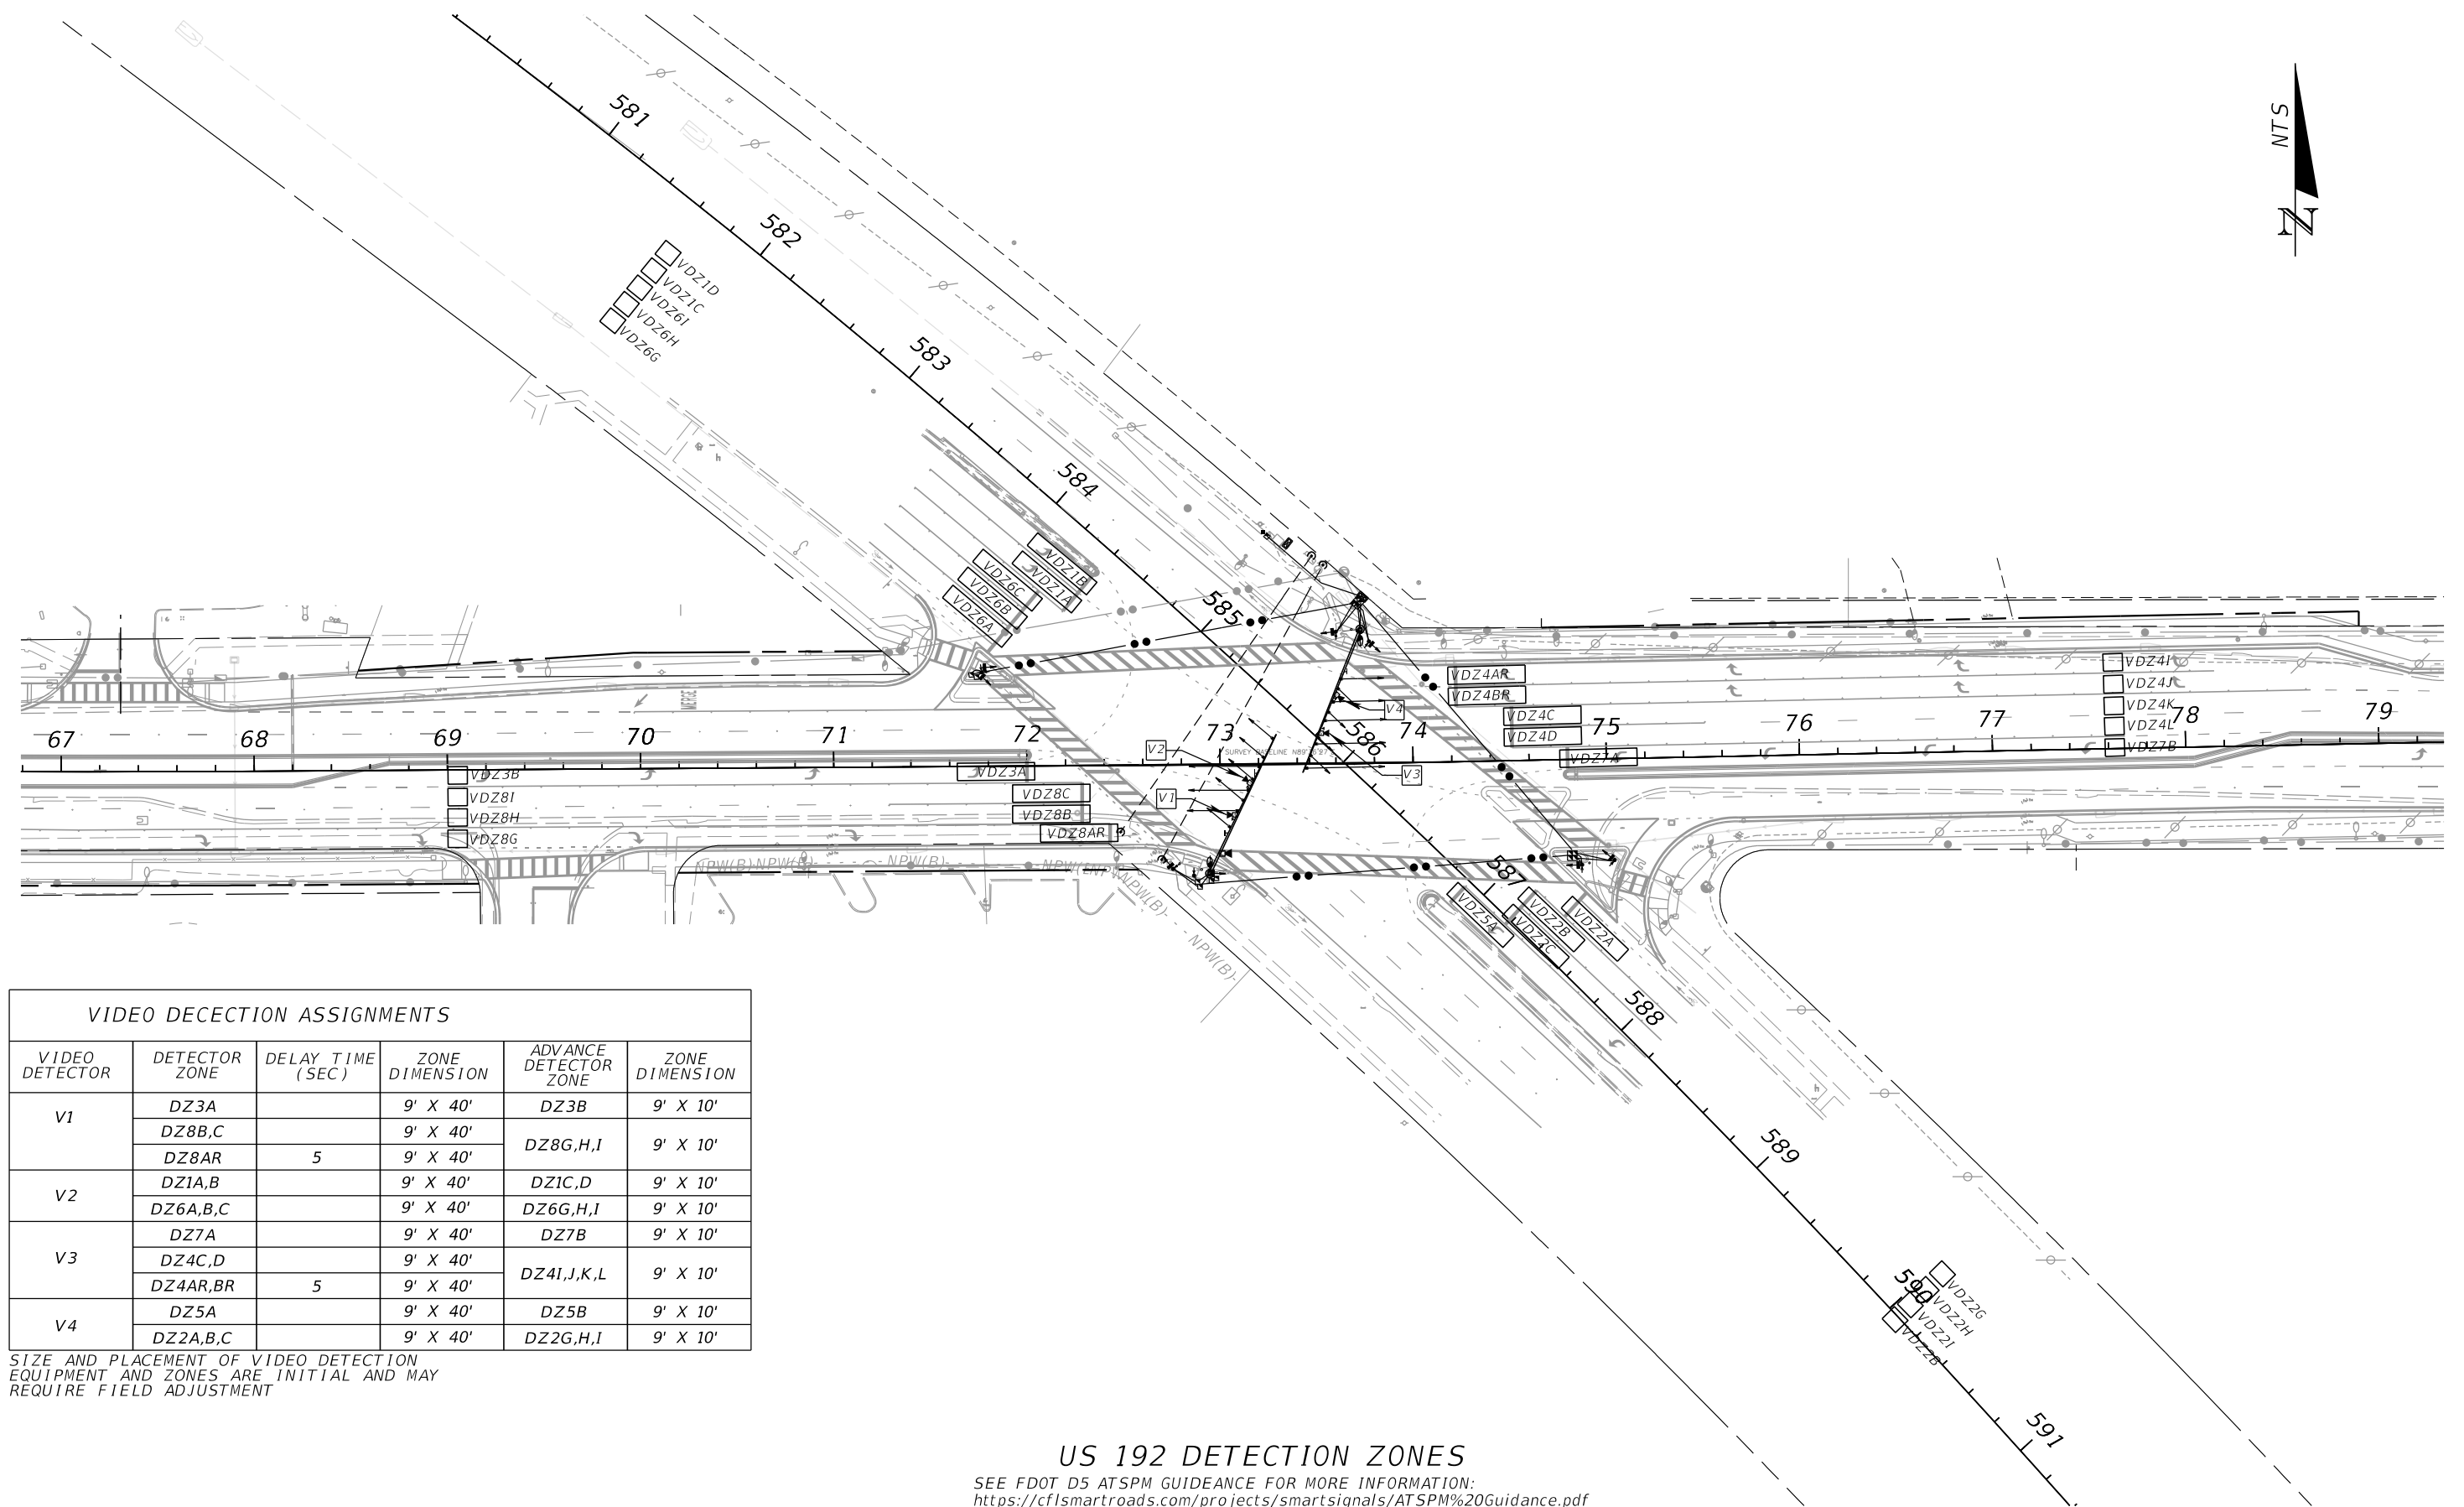 581
NTS
N
582
VDZ1D
VDZ1C
VDZ6I
VDZ6H
VDZ6G
583
584
VDZ1B
VDZ1A
VDZ6C
VDZ6B
VDZ6A
585
VDZ4AR
VDZ4BR
VDZ4C
VDZ4D
VDZ7A
VDZ4I
VDZ4J
VDZ4K
VDZ4L
VDZ7B
V4
V2
V3
V1
586
67
68
69
70
71
72
73
74
75
76
77
78
79
VDZ3B
VDZ8I
VDZ8H
VDZ8G
VDZ3A
VDZ8C
VDZ8B
VDZ8AR
NPW(B)
NPW(B)
NPW(B)
NPW(B)
NPW(B)
587
VDZ5A
VDZ2C
VDZ2B
VDZ2A
588
589
590
VDZ2G
VDZ2H
VDZ2I
VDZ2B
591
VIDEO DECECTION ASSIGNMENTS
VIDEO DETECTOR DETECTOR ZONE DELAY TIME (SEC) ZONE DIMENSION ADVANCE DETECTOR ZONE ZONE DIMENSION
V1 DZ3A 9' X 40' DZ3B 9' X 10'
DZ8B,C 9' X 40' DZ8G,H,I 9' X 10'
DZ8AR 5 9' X 40'
V2 DZ1A,B 9' X 40' DZ1C,D 9' X 10'
DZ6A,B,C 9' X 40' DZ6G,H,I 9' X 10'
V3 DZ7A 9' X 40' DZ7B 9' X 10'
DZ4C,D 9' X 40' DZ4I,J,K,L 9' X 10'
DZ4AR,BR 5 9' X 40'
V4 DZ5A 9' X 40' DZ5B 9' X 10'
DZ2A,B,C 9' X 40' DZ2G,H,I 9' X 10'
SIZE AND PLACEMENT OF VIDEO DETECTION
EQUIPMENT AND ZONES ARE INITIAL AND MAY
REQUIRE FIELD ADJUSTMENT
US 192 DETECTION ZONES
SEE FDOT D5 ATSPM GUIDEANCE FOR MORE INFORMATION:
https://cflsmartroads.com/projects/smartsignals/ATSPM%20Guidance.pdf